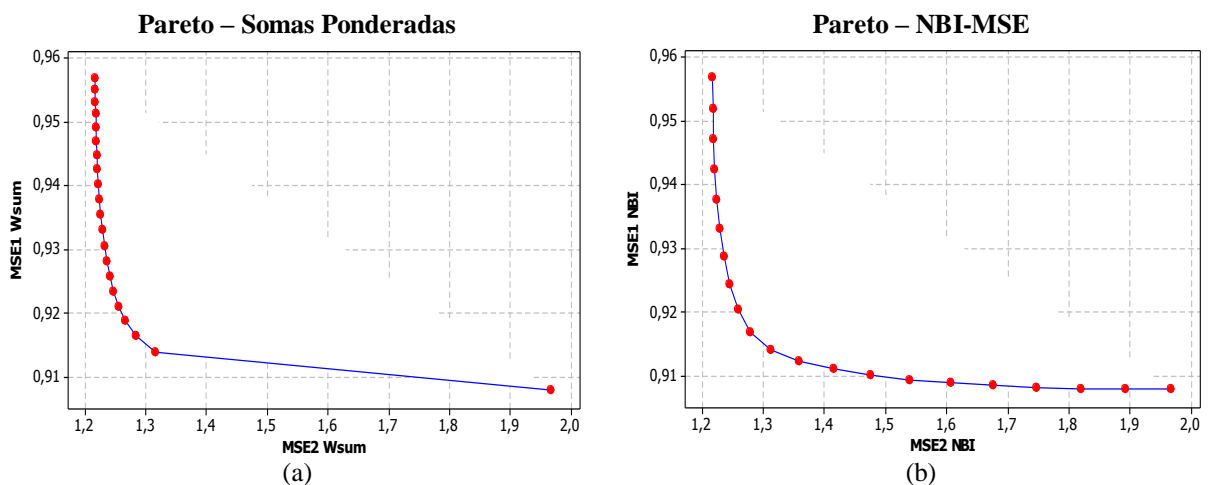 Pareto – Somas Ponderadas
0,96
0,95
0,94
0,93
0,92
0,91
MSE1 Wsum
1,2 1,3 1,4 1,5 1,6 1,7 1,8 1,9 2,0
MSE2 Wsum
(a)
Pareto – NBI-MSE
0,96
0,95
0,94
0,93
0,92
0,91
MSE1 NBI
1,2 1,3 1,4 1,5 1,6 1,7 1,8 1,9 2,0
MSE2 NBI
(b)